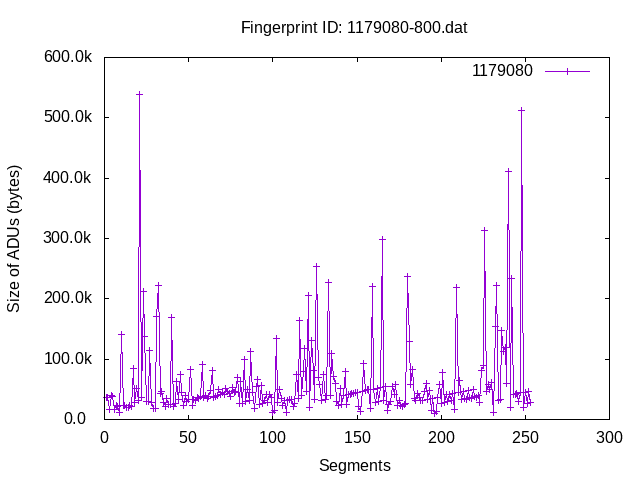 Fingerprint ID: 1179080-800.dat
600.0k
1179080
500.0k
400.0k
300.0k
200.0k
100.0k
0.0
Size of ADUs (bytes)
0 50 100 150 200 250 300
Segments